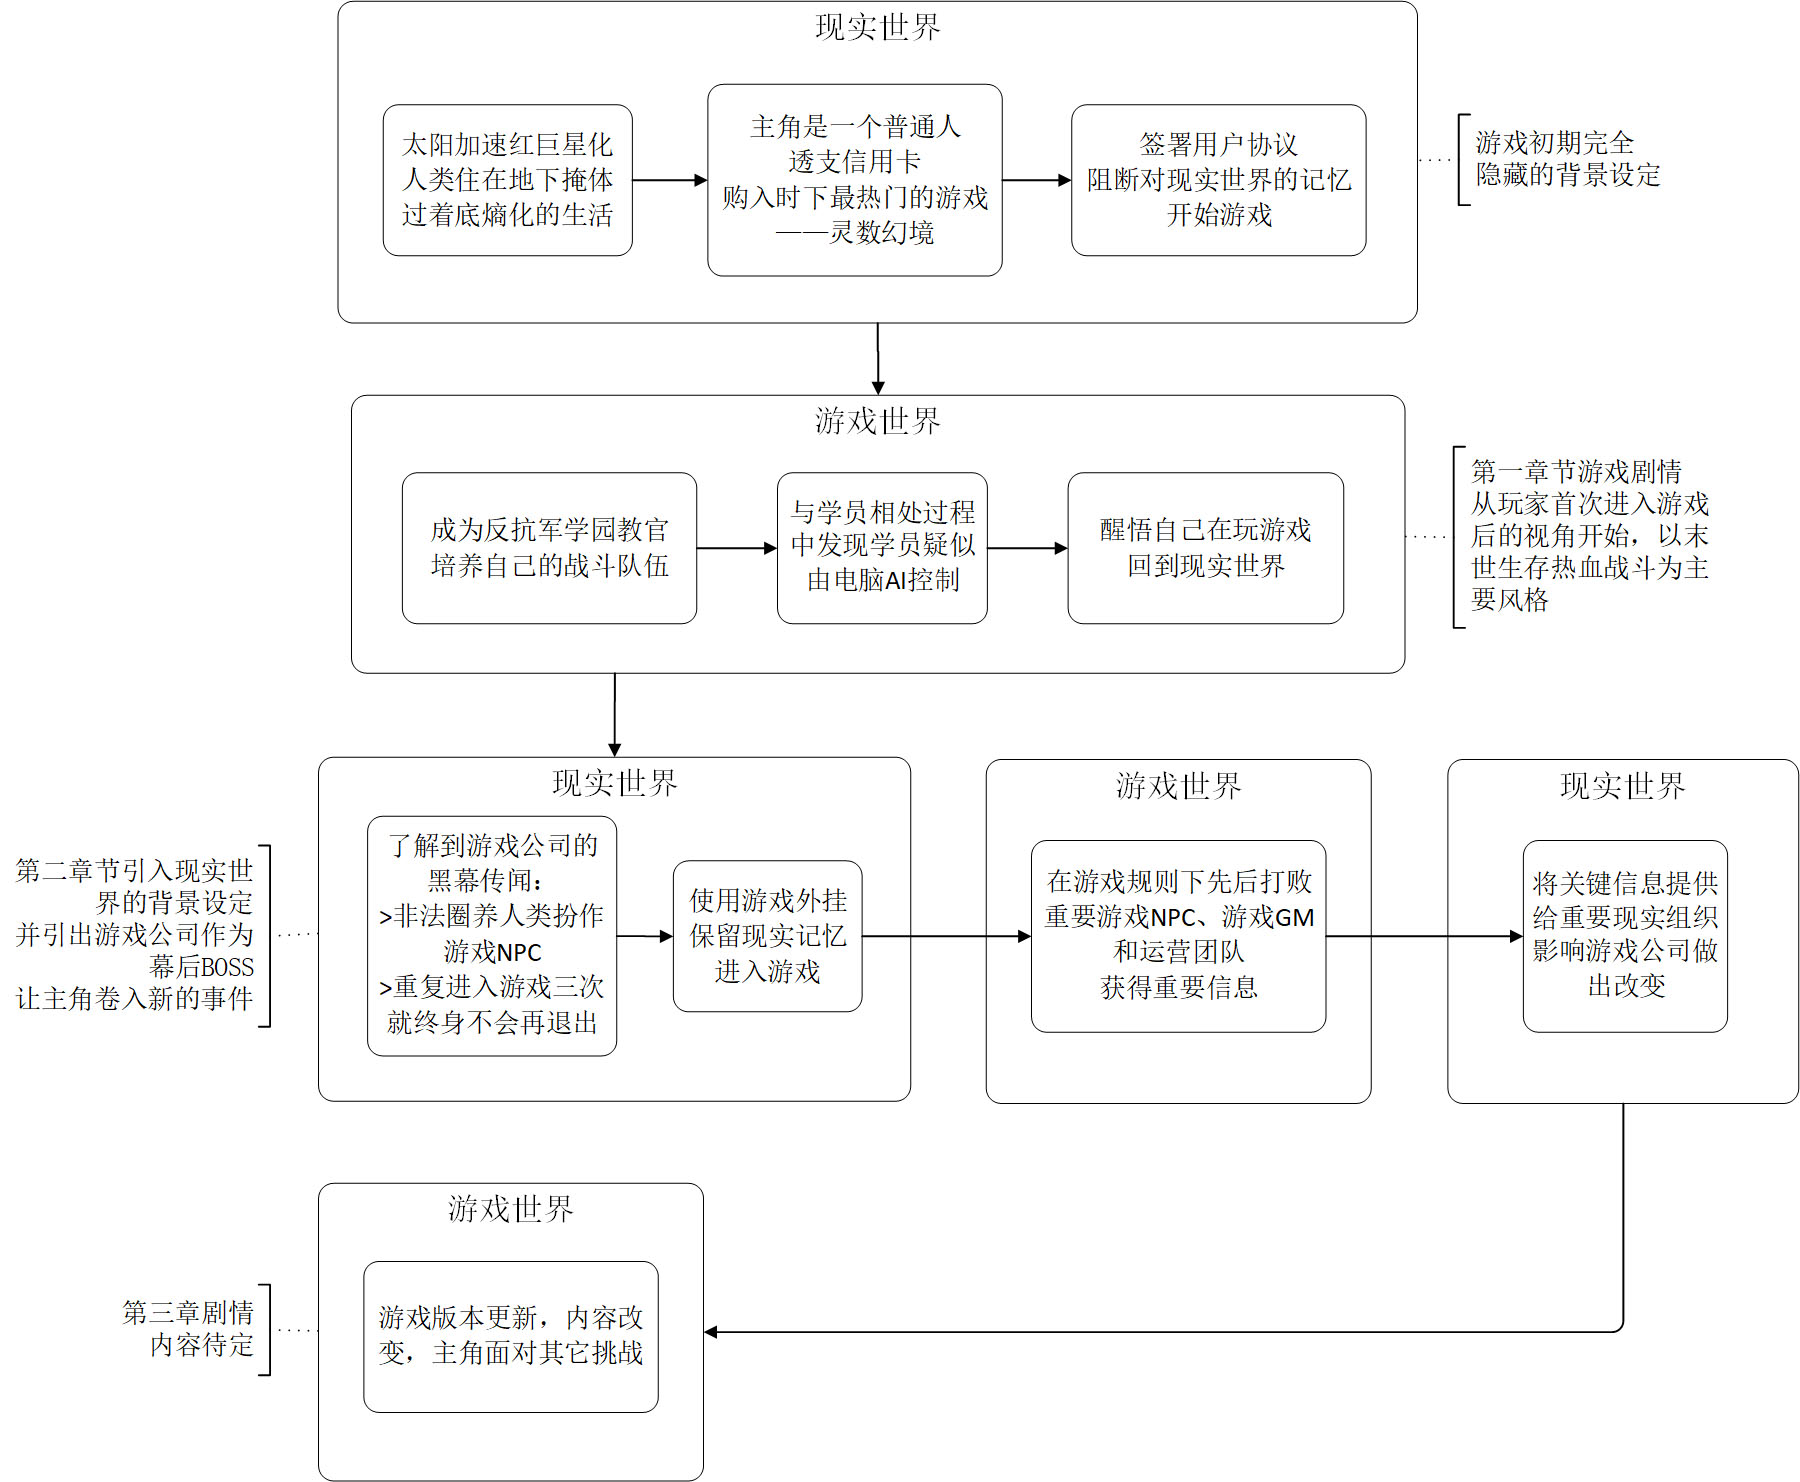 现实世界
太阳加速红巨星化
人类住在地下掩体
过着底熵化的生活
主角是一个普通人
透支信用卡
购入时下最热门的游戏
——灵数幻境
签署用户协议
阻断对现实世界的记忆
开始游戏
游戏初期完全
隐藏的背景设定
游戏世界
成为反抗军学园教官
培养自己的战斗队伍
与学员相处过程
中发现学员疑似
由电脑AI控制
醒悟自己在玩游戏
回到现实世界
第一章节游戏剧情
从玩家首次进入游戏
后的视角开始，以末
世生存热血战斗为主
要风格
第二章节引入现实世
界的背景设定
并引出游戏公司作为
幕后BOSS
让主角卷入新的事件
现实世界
了解到游戏公司的
黑幕传闻：
>非法圈养人类扮作
游戏NPC
>重复进入游戏三次
就终身不会再退出
使用游戏外挂
保留现实记忆
进入游戏
游戏世界
在游戏规则下先后打败
重要游戏NPC、游戏GM
和运营团队
获得重要信息
现实世界
将关键信息提供
给重要现实组织
影响游戏公司做
出改变
第三章剧情
内容待定
游戏世界
游戏版本更新，内容改
变，主角面对其它挑战